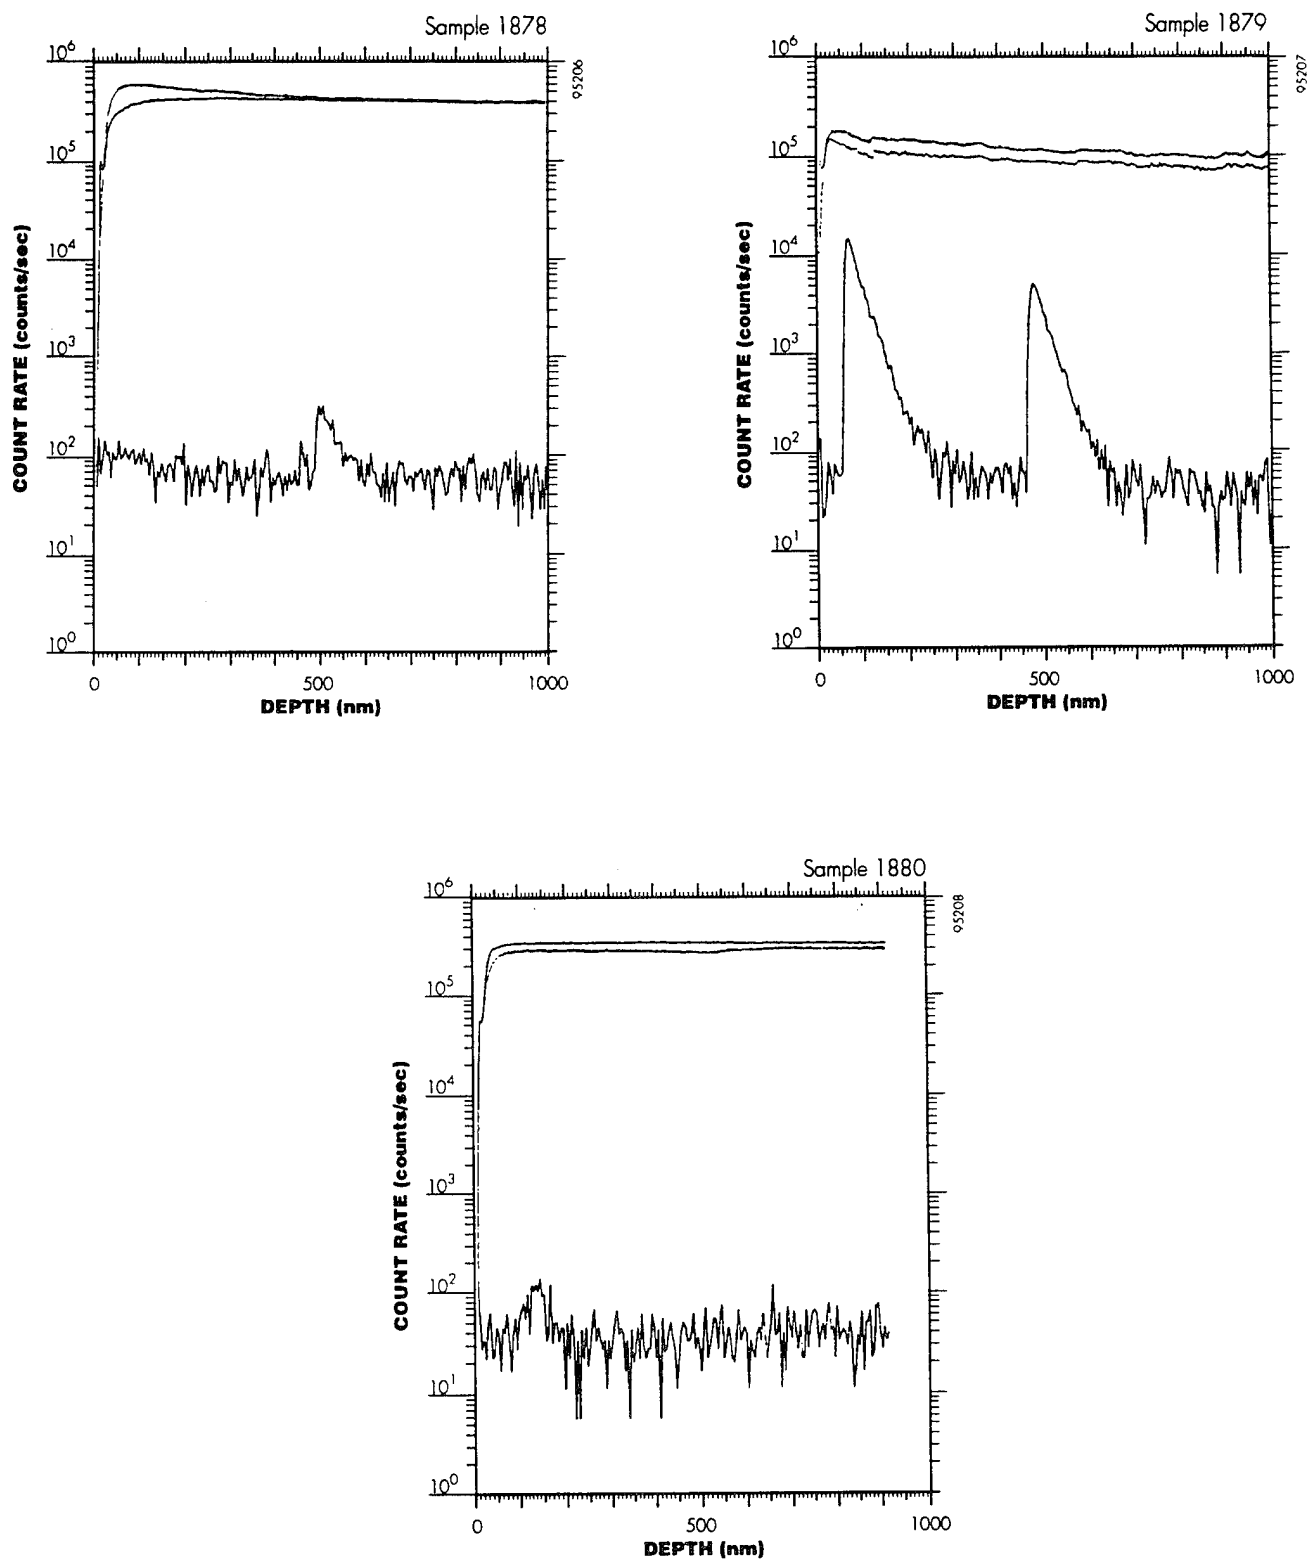 Sample 1878
10⁶
10⁵
10⁴
10³
10²
10¹
10⁰
COUNT RATE (counts/sec)
95206
0 500 1000
DEPTH (nm)
Sample 1879
10⁶
10⁵
10⁴
10³
10²
10¹
10⁰
COUNT RATE (counts/sec)
95207
0 500 1000
DEPTH (nm)
Sample 1880
10⁶
10⁵
10⁴
10³
10²
10¹
10⁰
COUNT RATE (counts/sec)
95208
0 500 1000
DEPTH (nm)